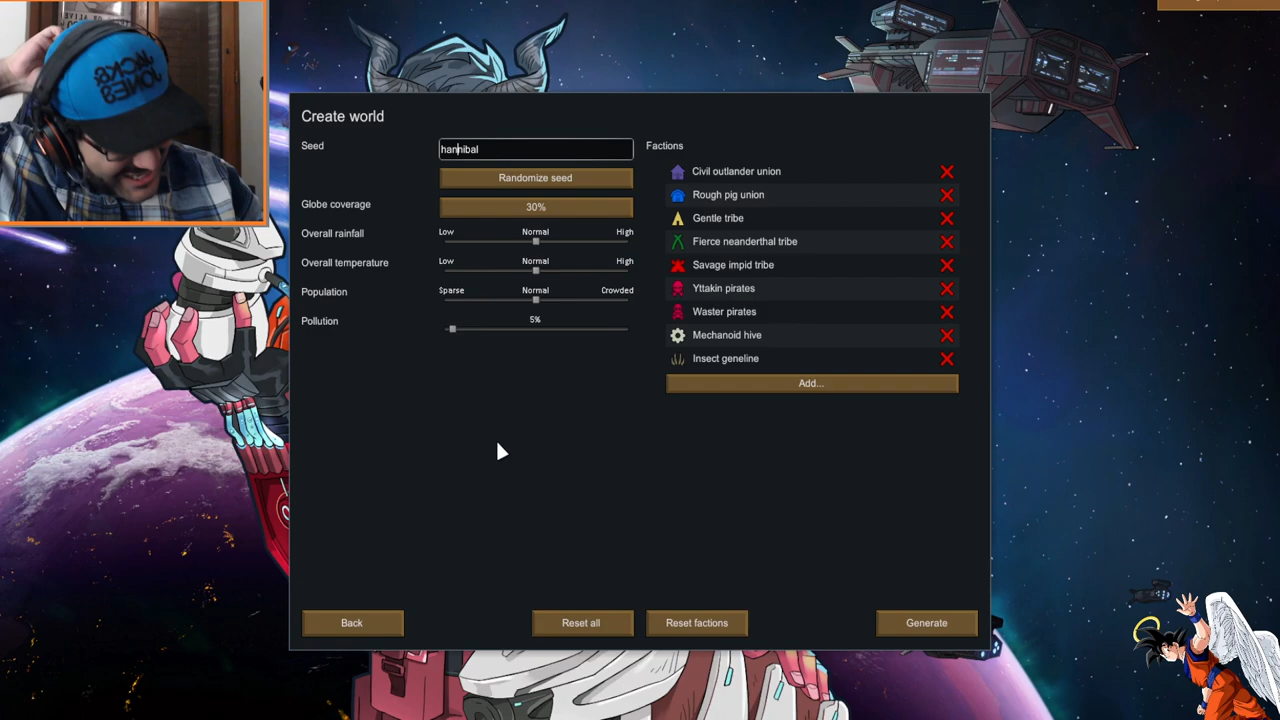 JACKS
JONES
Create world
Seed
hannibal
Randomize seed
Globe coverage
30%
Overall rainfall
Low
Normal
High
Overall temperature
Low
Normal
High
Population
Sparse
Normal
Crowded
Pollution
5%
Factions
Civil outlander union
Rough pig union
Gentle tribe
Fierce neanderthal tribe
Savage impid tribe
Yttakin pirates
Waster pirates
Mechanoid hive
Insect geneline
Add...
Back
Reset all
Reset factions
Generate